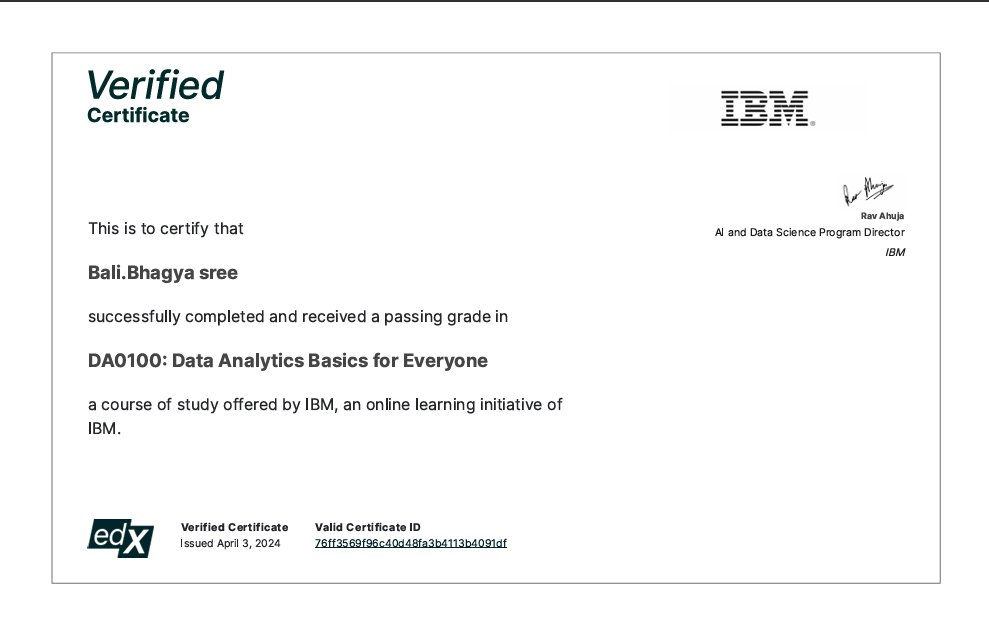 Verified
Certificate
IBM
Rav Ahuja
Rav Ahuja
AI and Data Science Program Director
IBM
This is to certify that
Bali.Bhagya sree
successfully completed and received a passing grade in
DA0100: Data Analytics Basics for Everyone
a course of study offered by IBM, an online learning initiative of
IBM.
edX
Verified Certificate
Issued April 3, 2024
Valid Certificate ID
76ff3569f96c40d48fa3b4113b4091df